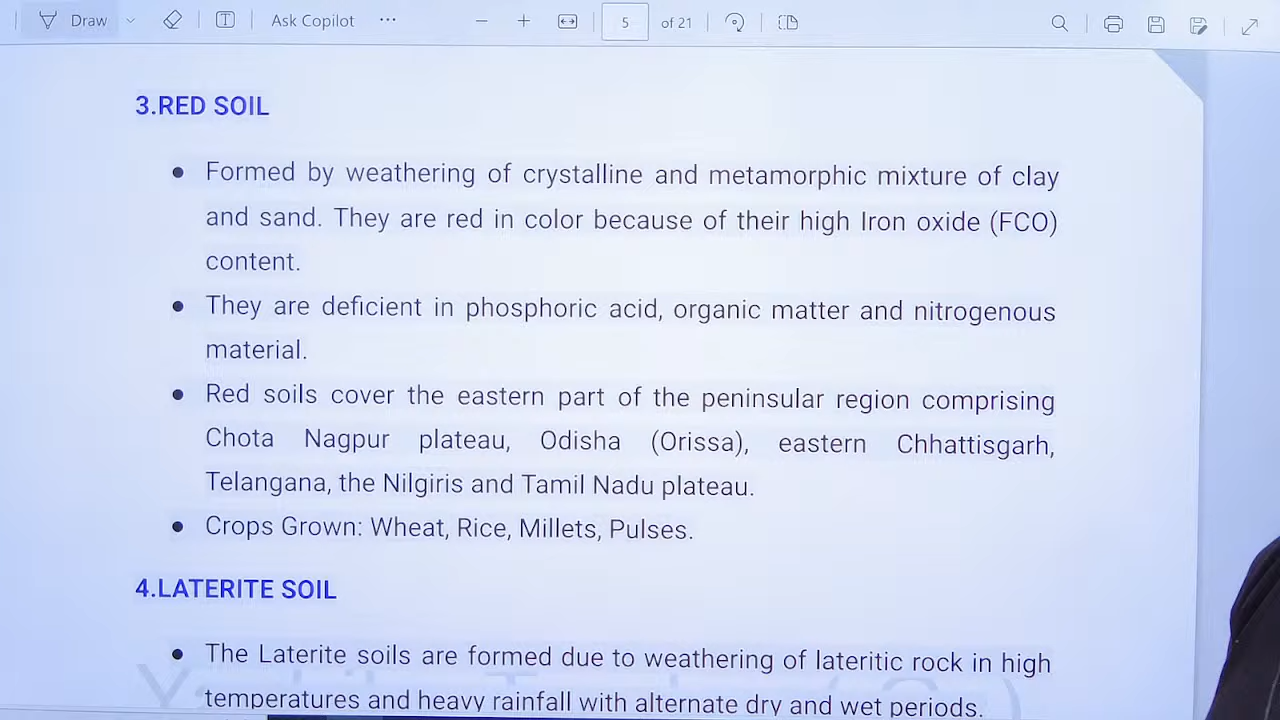 Draw
Ask Copilot
5 of 21
3.RED SOIL
Formed by weathering of crystalline and metamorphic mixture of clay
and sand. They are red in color because of their high Iron oxide (FCO)
content.
They are deficient in phosphoric acid, organic matter and nitrogenous
material.
Red soils cover the eastern part of the peninsular region comprising
Chota Nagpur plateau, Odisha (Orissa), eastern Chhattisgarh,
Telangana, the Nilgiris and Tamil Nadu plateau.
Crops Grown: Wheat, Rice, Millets, Pulses.
4.LATERITE SOIL
The Laterite soils are formed due to weathering of lateritic rock in high
temperatures and heavy rainfall with alternate dry and wet periods.